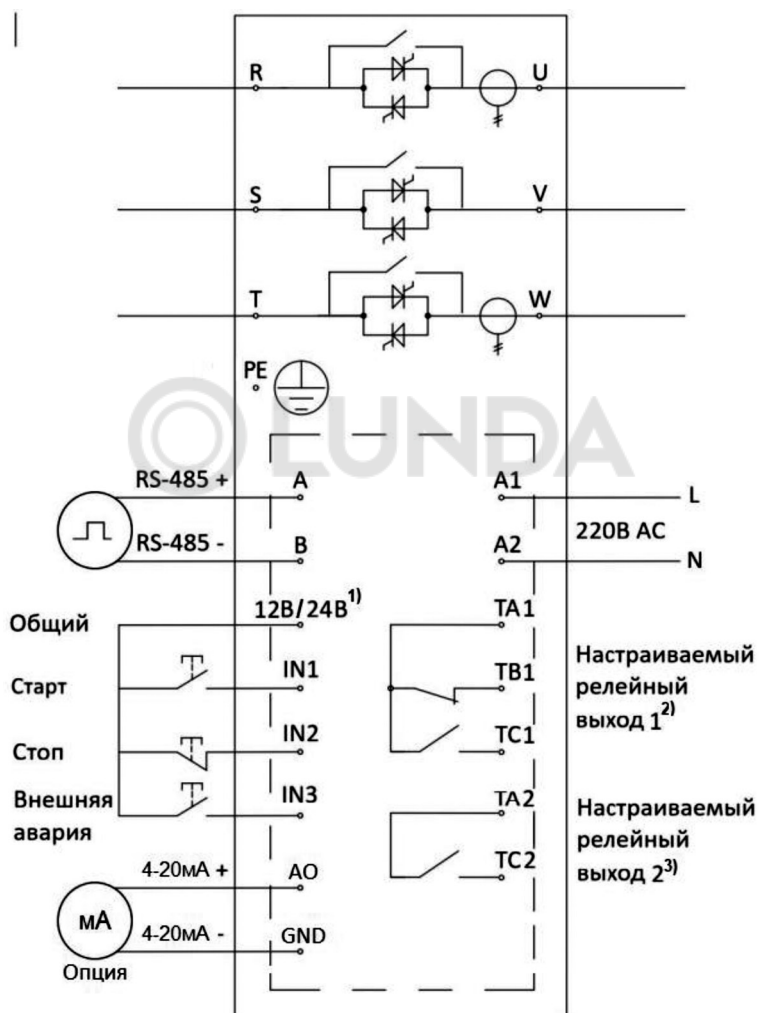 R U
S V
T W
PE
LUNDA
RS-485 + A A1 L
220В AC
RS-485 - B A2 N
Общий 12В/24В1) TA1
Старт IN1 TB1
Настраиваемый
релейный
выход 12)
Стоп IN2 TC1
Внешняя
авария
IN3 TA2
Настраиваемый
релейный
выход 23)
TC2
4-20мА + AO
мА
4-20мА - GND
Опция